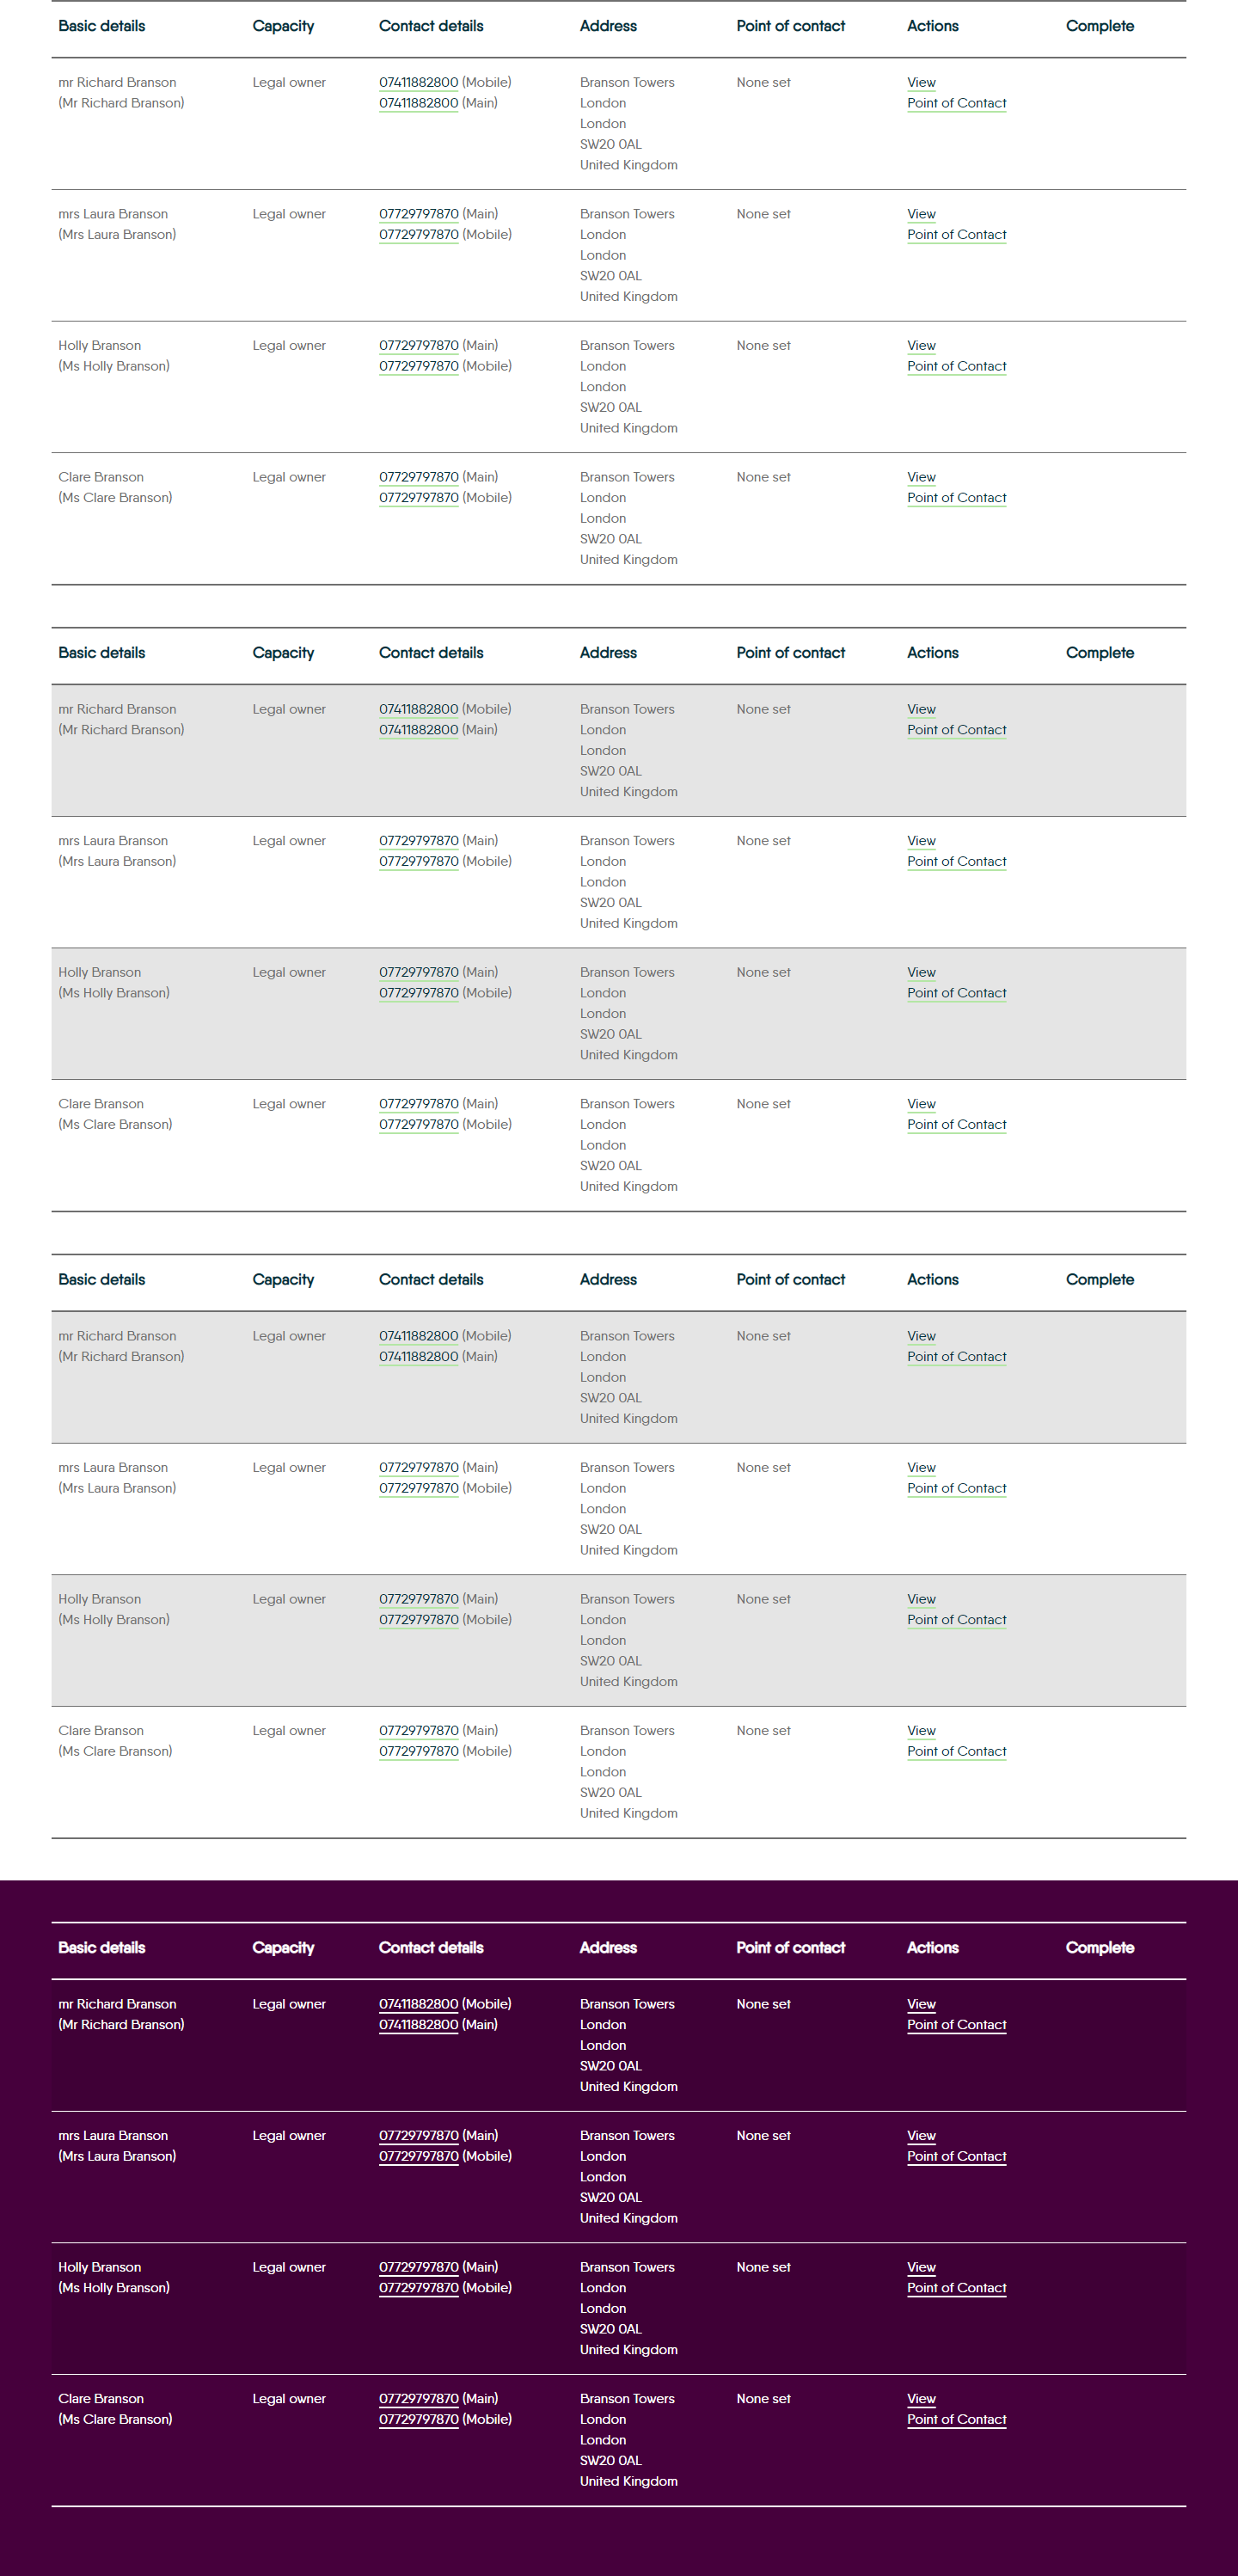 Basic details Capacity Contact details Address Point of contact Actions Complete
mr Richard Branson Legal owner 07411882800 (Mobile) Branson Towers None set View
(Mr Richard Branson) 07411882800 (Main) London Point of Contact
London
SW20 0AL
United Kingdom
mrs Laura Branson Legal owner 07729797870 (Main) Branson Towers None set View
(Mrs Laura Branson) 07729797870 (Mobile) London Point of Contact
London
SW20 0AL
United Kingdom
Holly Branson Legal owner 07729797870 (Main) Branson Towers None set View
(Ms Holly Branson) 07729797870 (Mobile) London Point of Contact
London
SW20 0AL
United Kingdom
Clare Branson Legal owner 07729797870 (Main) Branson Towers None set View
(Ms Clare Branson) 07729797870 (Mobile) London Point of Contact
London
SW20 0AL
United Kingdom
Basic details Capacity Contact details Address Point of contact Actions Complete
mr Richard Branson Legal owner 07411882800 (Mobile) Branson Towers None set View
(Mr Richard Branson) 07411882800 (Main) London Point of Contact
London
SW20 0AL
United Kingdom
mrs Laura Branson Legal owner 07729797870 (Main) Branson Towers None set View
(Mrs Laura Branson) 07729797870 (Mobile) London Point of Contact
London
SW20 0AL
United Kingdom
Holly Branson Legal owner 07729797870 (Main) Branson Towers None set View
(Ms Holly Branson) 07729797870 (Mobile) London Point of Contact
London
SW20 0AL
United Kingdom
Clare Branson Legal owner 07729797870 (Main) Branson Towers None set View
(Ms Clare Branson) 07729797870 (Mobile) London Point of Contact
London
SW20 0AL
United Kingdom
Basic details Capacity Contact details Address Point of contact Actions Complete
mr Richard Branson Legal owner 07411882800 (Mobile) Branson Towers None set View
(Mr Richard Branson) 07411882800 (Main) London Point of Contact
London
SW20 0AL
United Kingdom
mrs Laura Branson Legal owner 07729797870 (Main) Branson Towers None set View
(Mrs Laura Branson) 07729797870 (Mobile) London Point of Contact
London
SW20 0AL
United Kingdom
Holly Branson Legal owner 07729797870 (Main) Branson Towers None set View
(Ms Holly Branson) 07729797870 (Mobile) London Point of Contact
London
SW20 0AL
United Kingdom
Clare Branson Legal owner 07729797870 (Main) Branson Towers None set View
(Ms Clare Branson) 07729797870 (Mobile) London Point of Contact
London
SW20 0AL
United Kingdom
Basic details Capacity Contact details Address Point of contact Actions Complete
mr Richard Branson Legal owner 07411882800 (Mobile) Branson Towers None set View
(Mr Richard Branson) 07411882800 (Main) London Point of Contact
London
SW20 0AL
United Kingdom
mrs Laura Branson Legal owner 07729797870 (Main) Branson Towers None set View
(Mrs Laura Branson) 07729797870 (Mobile) London Point of Contact
London
SW20 0AL
United Kingdom
Holly Branson Legal owner 07729797870 (Main) Branson Towers None set View
(Ms Holly Branson) 07729797870 (Mobile) London Point of Contact
London
SW20 0AL
United Kingdom
Clare Branson Legal owner 07729797870 (Main) Branson Towers None set View
(Ms Clare Branson) 07729797870 (Mobile) London Point of Contact
London
SW20 0AL
United Kingdom